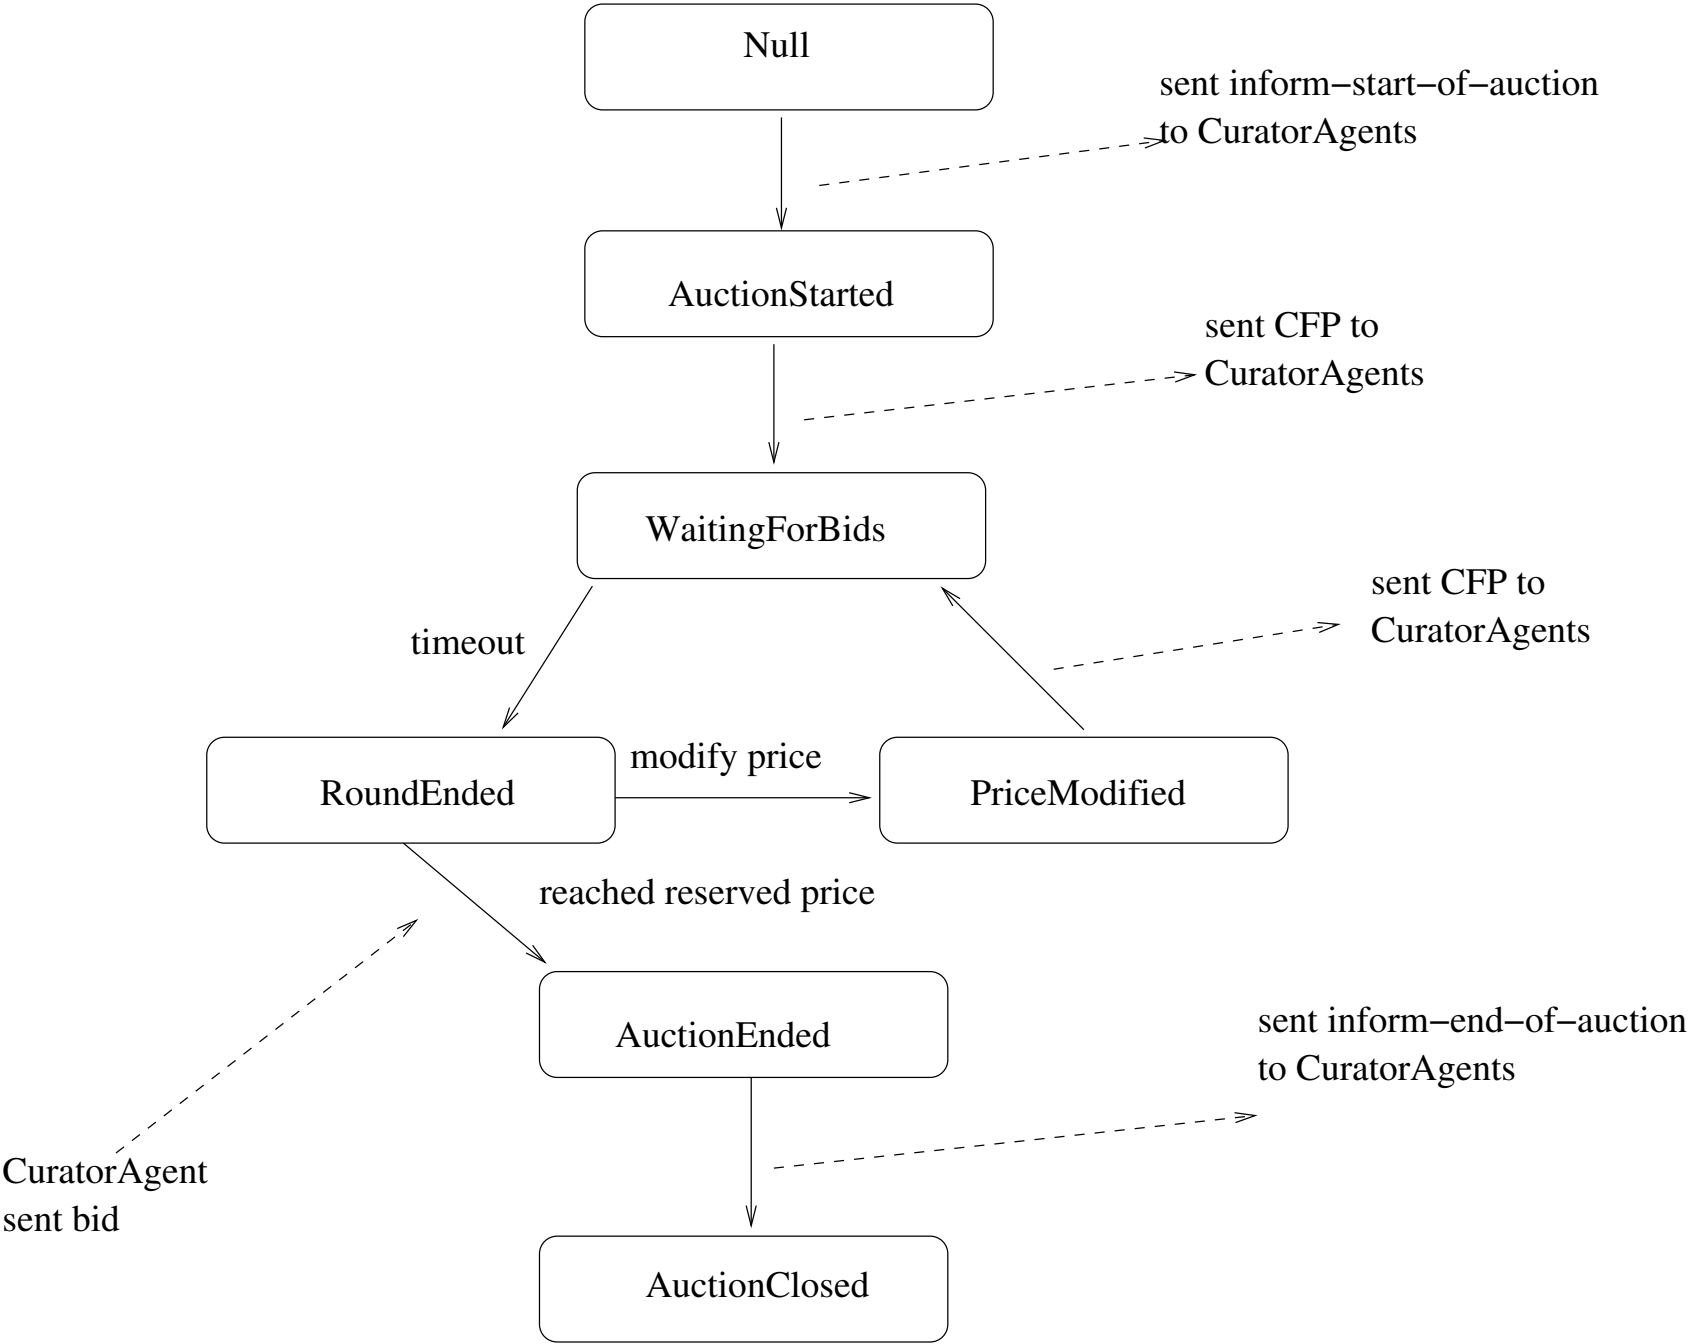 Null
sent inform−start−of−auction
to CuratorAgents
AuctionStarted
sent CFP to
CuratorAgents
WaitingForBids
sent CFP to
CuratorAgents
timeout
modify price
RoundEnded
PriceModified
reached reserved price
AuctionEnded
sent inform−end−of−auction
to CuratorAgents
CuratorAgent
sent bid
AuctionClosed